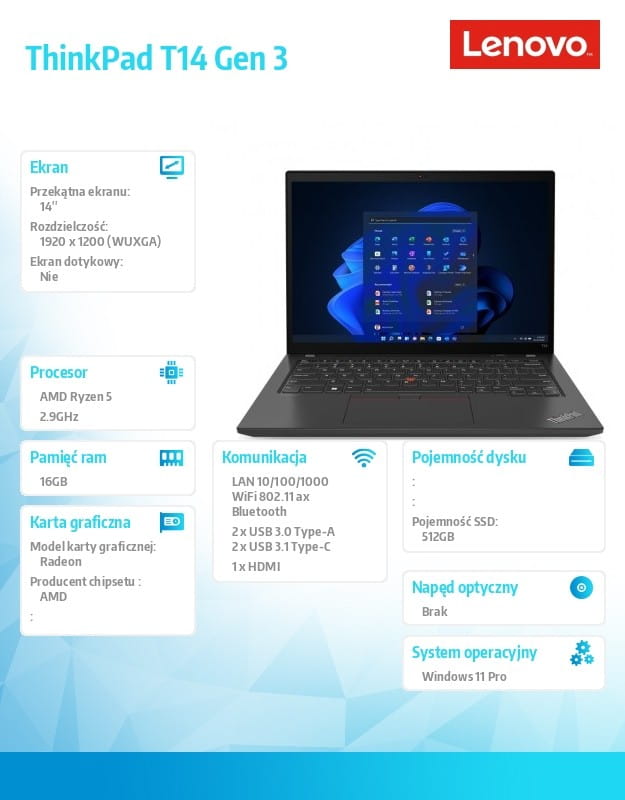 ThinkPad T14 Gen 3
Lenovo
Ekran
Przekątna ekranu:
14"
Rozdzielczość:
1920 x 1200 (WUXGA)
Ekran dotykowy:
Nie
Procesor
AMD Ryzen 5
2.9GHz
Pamięć ram
16GB
Karta graficzna
Model karty graficznej:
Radeon
Producent chipsetu :
AMD
:
Komunikacja
LAN 10/100/1000
WiFi 802.11 ax
Bluetooth
2 x USB 3.0 Type-A
2 x USB 3.1 Type-C
1 x HDMI
Pojemność dysku
:
:
Pojemność SSD:
512GB
Napęd optyczny
Brak
System operacyjny
Windows 11 Pro
ThinkPad